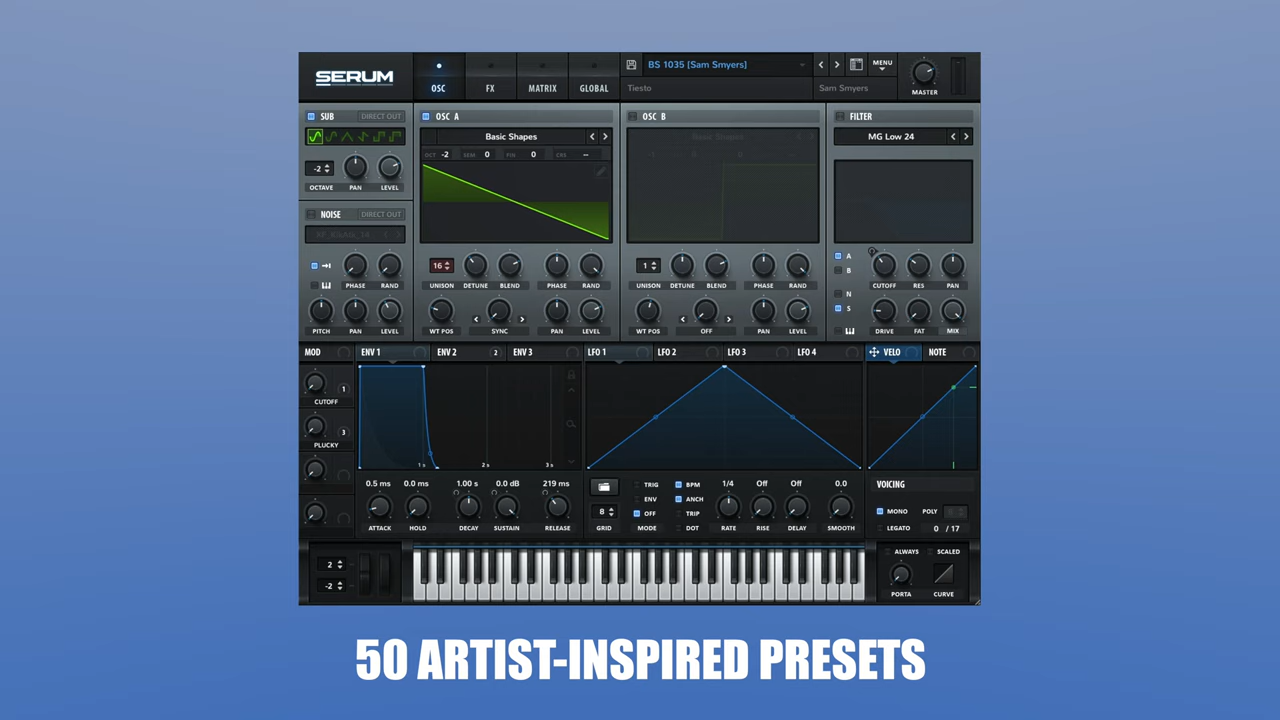 SERUM
OSC
FX
MATRIX
GLOBAL
BS 1035 [Sam Smyers]
MENU
Tiesto
Sam Smyers
MASTER
SUB
DIRECT OUT
-2
OCTAVE
PAN
LEVEL
NOISE
DIRECT OUT
PHASE
RAND
PITCH
PAN
LEVEL
OSC A
Basic Shapes
OCT -2 SEM 0 FIN 0 CRS --
16
UNISON
DETUNE
BLEND
PHASE
RAND
WT POS
SYNC
PAN
LEVEL
OSC B
Basic Shapes
1
UNISON
DETUNE
BLEND
PHASE
RAND
WT POS
OFF
PAN
LEVEL
FILTER
MG Low 24
A
B
N
S
CUTOFF
RES
PAN
DRIVE
FAT
MIX
MOD
ENV 1
ENV 2
2
ENV 3
LFO 1
LFO 2
LFO 3
LFO 4
VELO
NOTE
1
CUTOFF
3
PLUCKY
1 s
2 s
3 s
0.5 ms
0.0 ms
1.00 s
0.0 dB
219 ms
ATTACK
HOLD
DECAY
SUSTAIN
RELEASE
8
GRID
TRIG
ENV
OFF
MODE
BPM
ANCH
TRIP
DOT
1/4
Off
Off
0.0
RATE
RISE
DELAY
SMOOTH
VOICING
MONO
POLY
LEGATO
0 / 17
ALWAYS
SCALED
PORTA
CURVE
2
-2
50 ARTIST-INSPIRED PRESETS